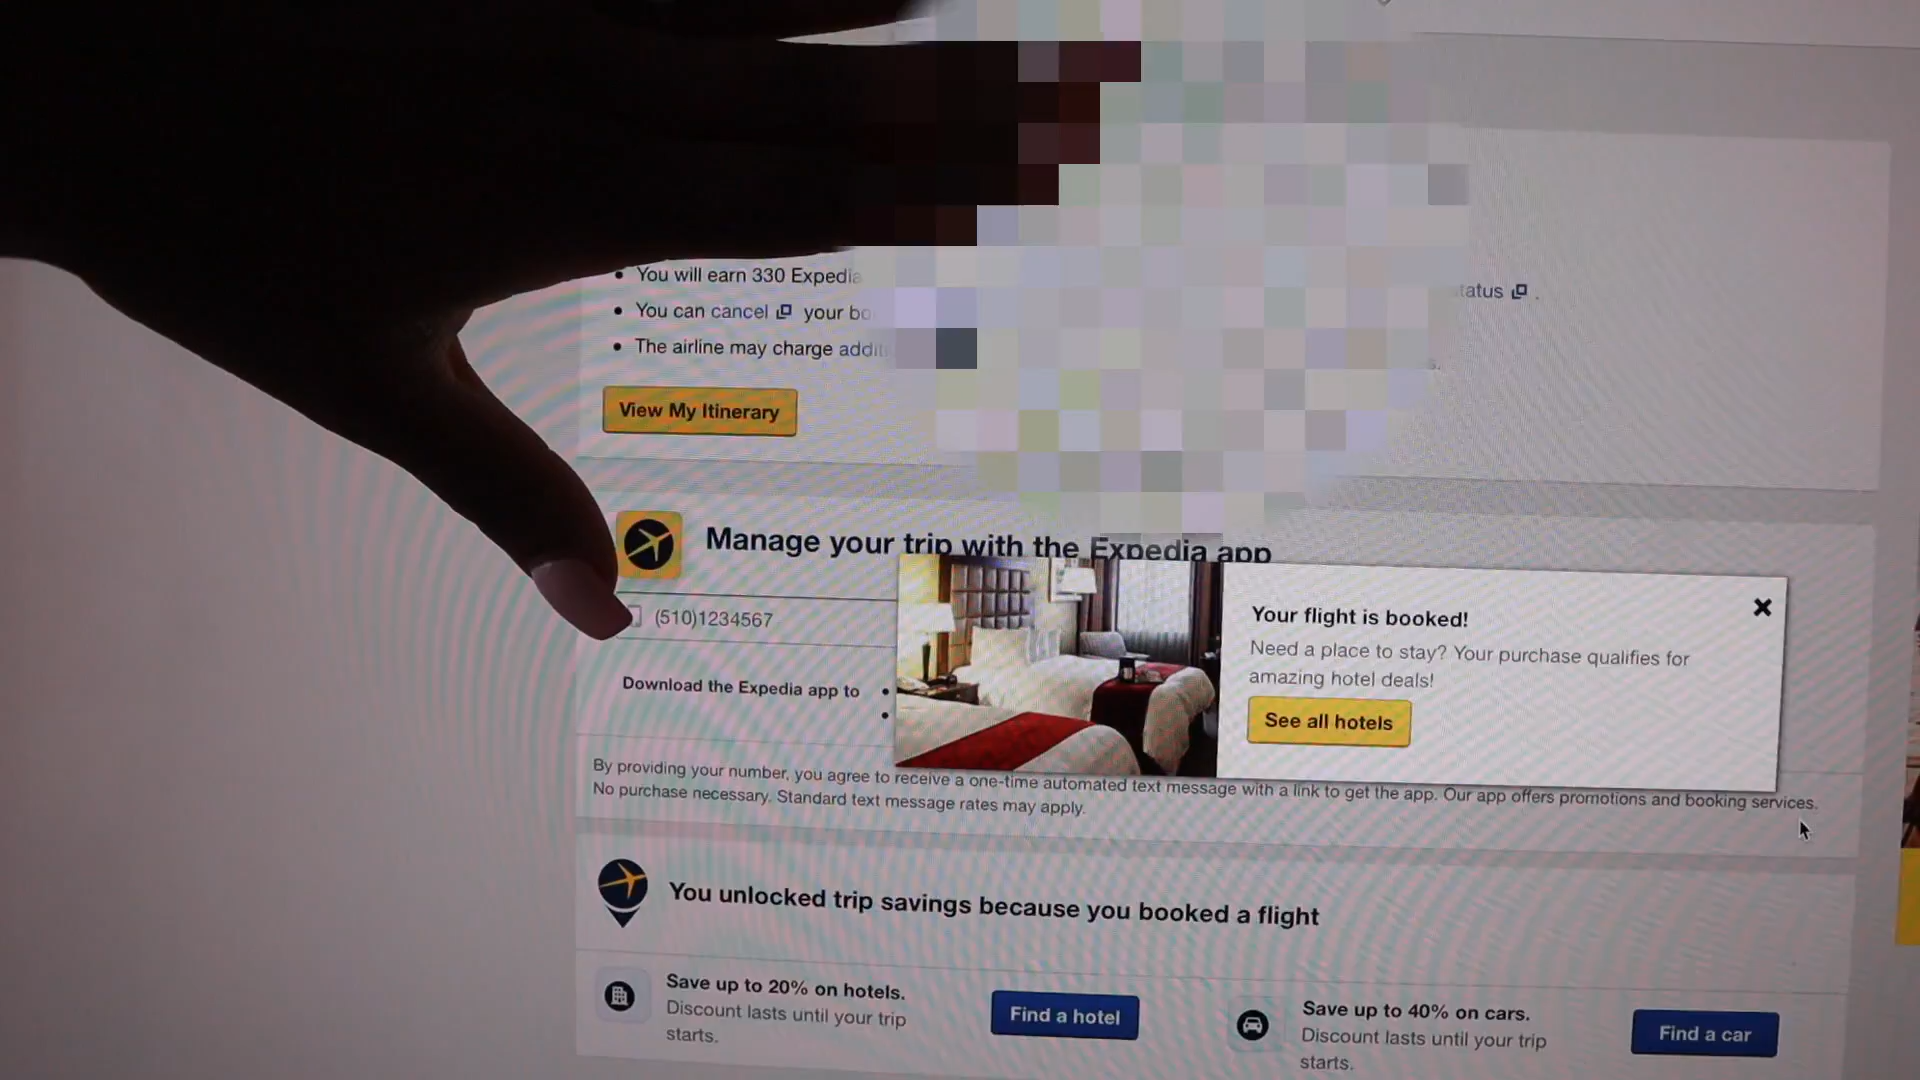 You will earn 330 Expedia
You can cancel your
The airline may charge
View My Itinerary
Manage your trip with the Expedia app
(510)1234567
Your flight is booked!
Need a place to stay? Your purchase qualifies for
amazing hotel deals!
See all hotels
Download the Expedia app to
By providing your number, you agree to receive a one-time automated text message with a link to get the app. Our app offers promotions and booking services.
No purchase necessary. Standard text message rates may apply.
You unlocked trip savings because you booked a flight
Save up to 20% on hotels.
Discount lasts until your trip
starts.
Find a hotel
Save up to 40% on cars.
Discount lasts until your trip
starts.
Find a car